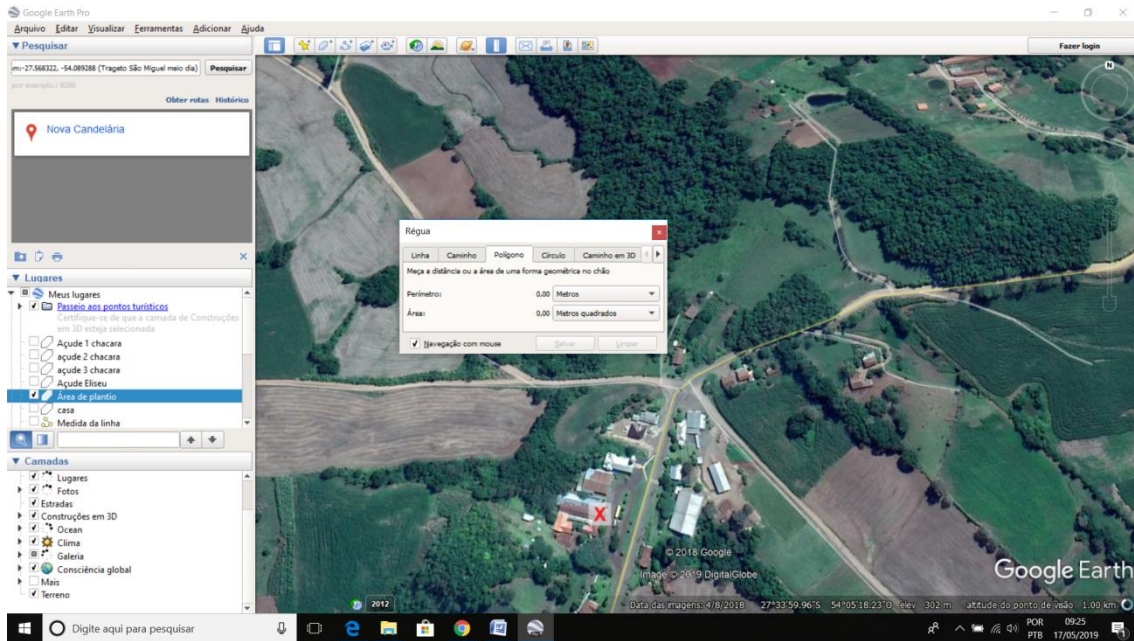 Google Earth Pro
Arquivo Editar Visualizar Ferramentas Adicionar Ajuda
Pesquisar
m:-27.568322, -54.089288 (Trageto São Miguel meio dia) Pesquisar
por exemplo,: 8200
Obter rotas Histórico
Nova Candelária
Lugares
Meus lugares
Passeio aos pontos turísticos
Certifique-se de que a camada de Construções
em 3D esteja selecionada
Açude 1 chacara
açude 2 chacara
açude 3 chacara
Açude Eliseu
Área de plantio
casa
Medida da linha
Camadas
Lugares
Fotos
Estradas
Construções em 3D
Ocean
Clima
Galeria
Consciência global
Mais
Terreno
Fazer login
N
Régua
Linha Caminho Polígono Círculo Caminho em 3D
Meça a distância ou a área de uma forma geométrica no chão
Perímetro: 0,00 Metros
Área: 0,00 Metros quadrados
Navegação com mouse Salvar Limpar
X
© 2018 Google
Image © 2019 DigitalGlobe
Google Earth
2012
Data das imagens: 4/8/2018 27°33'59.96"S 54°05'18.23"O elev 302 m altitude do ponto de visão 1.00 km
Digite aqui para pesquisar
POR
PTB
09:25
17/05/2019